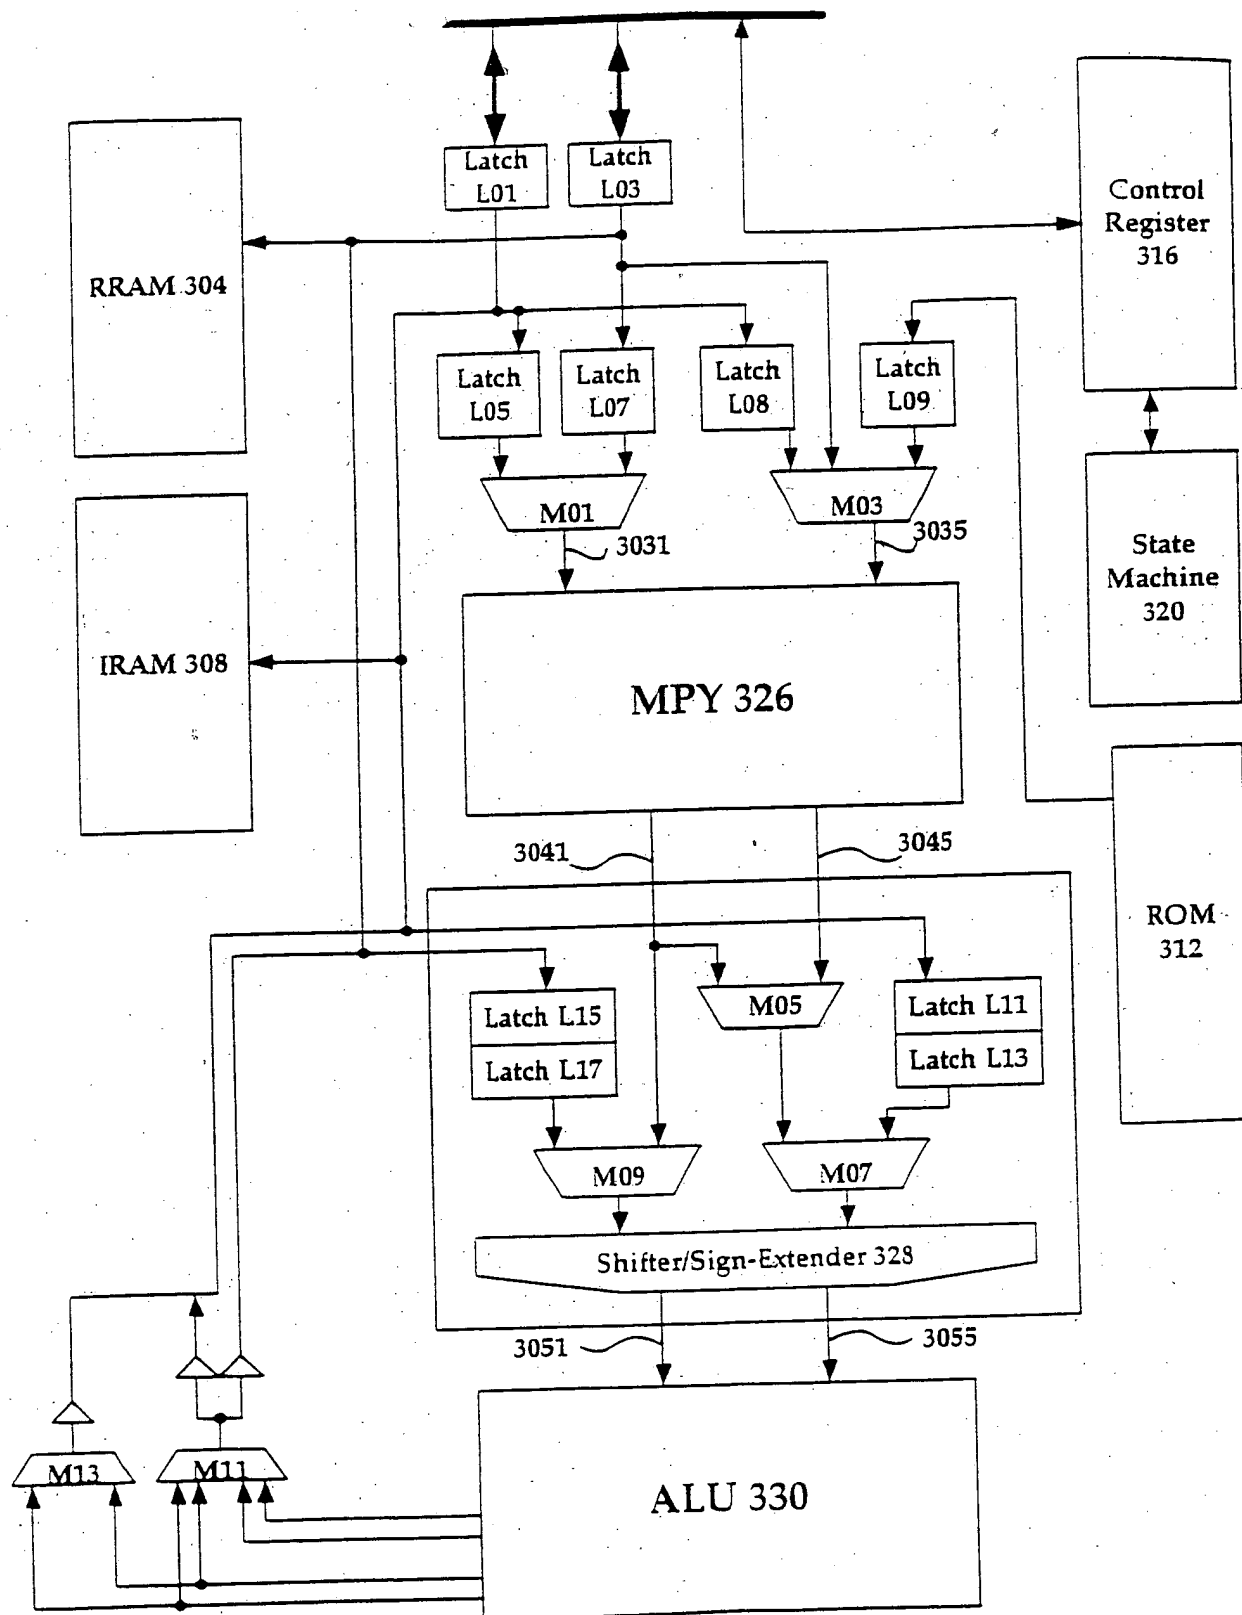 Latch
L01
Latch
L03
Control
Register
316
RRAM 304
Latch
L05
Latch
L07
Latch
L08
Latch
L09
M01
M03
3031
3035
State
Machine
320
IRAM 308
MPY 326
3041
3045
ROM
312
Latch L15
Latch L17
M05
Latch L11
Latch L13
M09
M07
Shifter/Sign-Extender 328
3051
3055
M13
M11
ALU 330